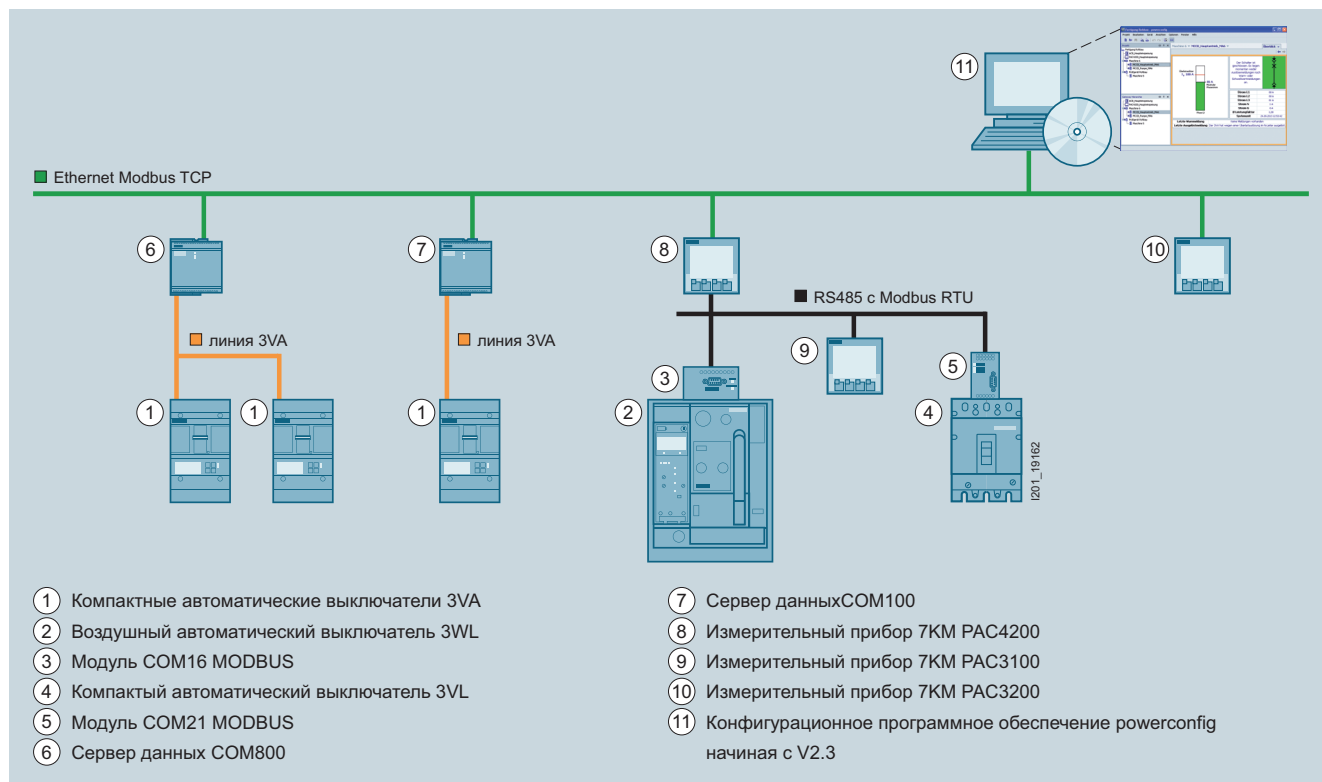 11
Ethernet Modbus TCP
6
7
8
10
RS485 с Modbus RTU
линия 3VA
линия 3VA
9
5
3
1
1
1
2
4
I201_19162
1 Компактные автоматические выключатели 3VA
2 Воздушный автоматический выключатель 3WL
3 Модуль COM16 MODBUS
4 Компактый автоматический выключатель 3VL
5 Модуль COM21 MODBUS
6 Сервер данных COM800
7 Сервер данныхCOM100
8 Измерительный прибор 7KM PAC4200
9 Измерительный прибор 7KM PAC3100
10 Измерительный прибор 7KM PAC3200
11 Конфигурационное программное обеспечение powerconfig
начиная с V2.3